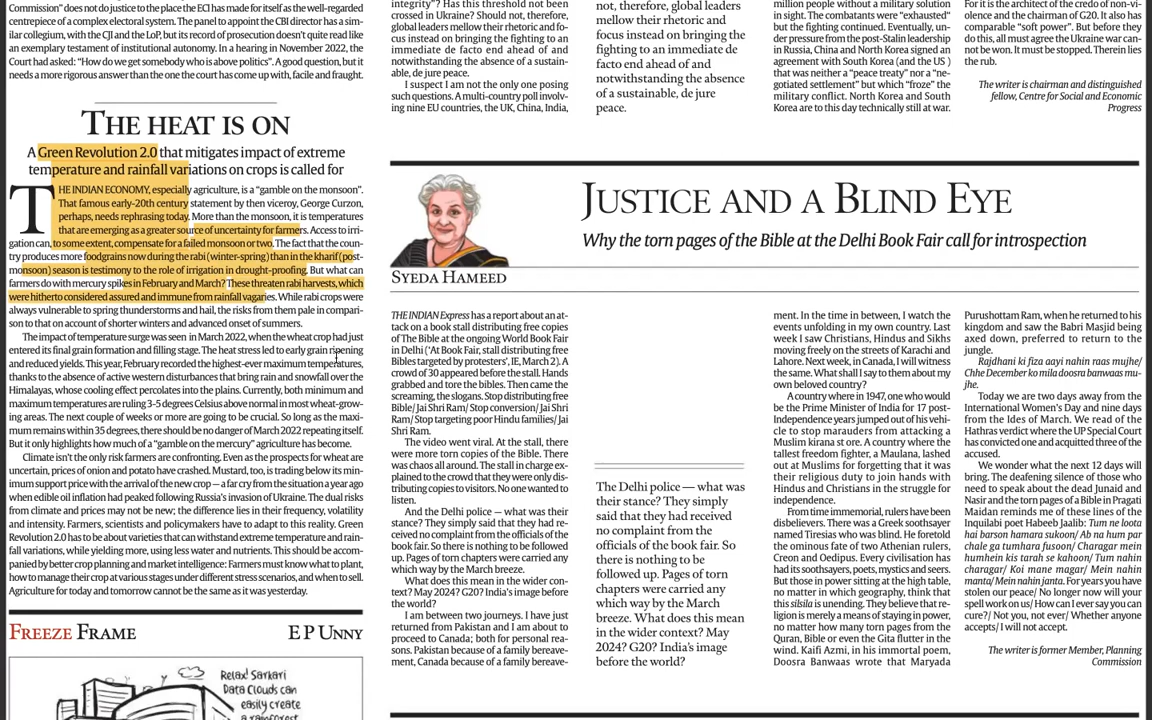 Commission" does not do justice to the place the ECI has made for itself as the well-regarded
centrepiece of a complex electoral system. The panel to appoint the CBI director has a sim-
ilar collegium, with the CJI and the LoP, but its record of prosecution doesn't quite read like
an exemplary testament of institutional autonomy. In a hearing in November 2022, the
Court had asked: "How do we get somebody who is above politics". A good question, but it
needs a more rigorous answer than the one the court has come up with, facile and fraught.
THE HEAT IS ON
A Green Revolution 2.0 that mitigates impact of extreme
temperature and rainfall variations on crops is called for
THE INDIAN ECONOMY, especially agriculture, is a "gamble on the monsoon".
That famous early-20th century statement by then viceroy, George Curzon,
perhaps, needs rephrasing today. More than the monsoon, it is temperatures
that are emerging as a greater source of uncertainty for farmers. Access to irri-
gation can, to some extent, compensate for a failed monsoon or two. The fact that the coun-
try produces more foodgrains now during the rabi (winter-spring) than in the kharif (post-
monsoon) season is testimony to the role of irrigation in drought-proofing. But what can
farmers do with mercury spikes in February and March? These threaten rabi harvests, which
were hitherto considered assured and immune from rainfall vagaries. While rabi crops were
always vulnerable to spring thunderstorms and hail, the risks from them pale in compari-
son to that on account of shorter winters and advanced onset of summers.
The impact of temperature surge was seen in March 2022, when the wheat crop had just
entered its final grain formation and filling stage. The heat stress led to early grain ripening
and reduced yields. This year, February recorded the highest-ever maximum temperatures,
thanks to the absence of active western disturbances that bring rain and snowfall over the
Himalayas, whose cooling effect percolates into the plains. Currently, both minimum and
maximum temperatures are ruling 3-5 degrees Celsius above normal in most wheat-grow-
ing areas. The next couple of weeks or more are going to be crucial. So long as the maxi-
mum remains within 35 degrees, there should be no danger of March 2022 repeating itself.
But it only highlights how much of a "gamble on the mercury" agriculture has become.
Climate isn't the only risk farmers are confronting. Even as the prospects for wheat are
uncertain, prices of onion and potato have crashed. Mustard, too, is trading below its min-
imum support price with the arrival of the new crop — a far cry from the situation a year ago
when edible oil inflation had peaked following Russia's invasion of Ukraine. The dual risks
from climate and prices may not be new; the difference lies in their frequency, volatility
and intensity. Farmers, scientists and policymakers have to adapt to this reality. Green
Revolution 2.0 has to be about varieties that can withstand extreme temperature and rain-
fall variations, while yielding more, using less water and nutrients. This should be accom-
panied by better crop planning and market intelligence: Farmers must know what to plant,
how to manage their crop at various stages under different stress scenarios, and when to sell.
Agriculture for today and tomorrow cannot be the same as it was yesterday.
FREEZE FRAME
E P UNNY
Relax! Sarkari
Data Clouds can
easily create
a rainforest
integrity"? Has this threshold not been
crossed in Ukraine? Should not, therefore,
global leaders mellow their rhetoric and fo-
cus instead on bringing the fighting to an
immediate de facto end ahead of and
notwithstanding the absence of a sustain-
able, de jure peace.
I suspect I am not the only one posing
such questions. A multi-country poll involv-
ing nine EU countries, the UK, China, India,
not, therefore, global leaders
mellow their rhetoric and
focus instead on bringing the
fighting to an immediate de
facto end ahead of and
notwithstanding the absence
of a sustainable, de jure
peace.
million people without a military solution
in sight. The combatants were "exhausted"
but the fighting continued. Eventually, un-
der pressure from the post-Stalin leadership
in Russia, China and North Korea signed an
agreement with South Korea (and the US )
that was neither a "peace treaty" nor a "ne-
gotiated settlement" but which "froze" the
military conflict. North Korea and South
Korea are to this day technically still at war.
For it is the architect of the credo of non-vi-
olence and the chairman of G20. It also has
comparable "soft power". But before they
do this, all must agree the Ukraine war can-
not be won. It must be stopped. Therein lies
the rub.
The writer is chairman and distinguished
fellow, Centre for Social and Economic
Progress
JUSTICE AND A BLIND EYE
Why the torn pages of the Bible at the Delhi Book Fair call for introspection
SYEDA HAMEED
THE INDIAN Express has a report about an at-
tack on a book stall distributing free copies
of The Bible at the ongoing World Book Fair
in Delhi ('At Book Fair, stall distributing free
Bibles targeted by protesters', IE, March 2). A
crowd of 30 appeared before the stall. Hands
grabbed and tore the bibles. Then came the
screaming, the slogans. Stop distributing free
Bible/ Jai Shri Ram/ Stop conversion/ Jai Shri
Ram/ Stop targeting poor Hindu families/ Jai
Shri Ram.
The video went viral. At the stall, there
were more torn copies of the Bible. There
was chaos all around. The stall in charge ex-
plained to the crowd that they were only dis-
tributing copies to visitors. No one wanted to
listen.
And the Delhi police — what was their
stance? They simply said that they had re-
ceived no complaint from the officials of the
book fair. So there is nothing to be followed
up. Pages of torn chapters were carried any
which way by the March breeze.
What does this mean in the wider con-
text? May 2024? G20? India's image before
the world?
I am between two journeys. I have just
returned from Pakistan and I am about to
proceed to Canada; both for personal rea-
sons. Pakistan because of a family bereave-
ment, Canada because of a family bereave-
The Delhi police — what was
their stance? They simply
said that they had received
no complaint from the
officials of the book fair. So
there is nothing to be
followed up. Pages of torn
chapters were carried any
which way by the March
breeze. What does this mean
in the wider context? May
2024? G20? India's image
before the world?
ment. In the time in between, I watch the
events unfolding in my own country. Last
week I saw Christians, Hindus and Sikhs
moving freely on the streets of Karachi and
Lahore. Next week, in Canada, I will witness
the same. What shall I say to them about my
own beloved country?
A country where in 1947, one who would
be the Prime Minister of India for 17 post-
Independence years jumped out of his vehi-
cle to stop marauders from attacking a
Muslim kirana store. A country where the
tallest freedom fighter, a Maulana, lashed
out at Muslims for forgetting that it was
their religious duty to join hands with
Hindus and Christians in the struggle for
independence.
From time immemorial, rulers have been
disbelievers. There was a Greek soothsayer
named Tiresias who was blind. He foretold
the ominous fate of two Athenian rulers,
Creon and Oedipus. Every civilisation has
had its soothsayers, poets, mystics and seers.
But those in power sitting at the high table,
no matter in which geography, think that
this silsila is unending. They believe that re-
ligion is merely a means of staying in power,
no matter how many torn pages from the
Quran, Bible or even the Gita flutter in the
wind. Kaifi Azmi, in his immortal poem,
Doosra Banwaas wrote that Maryada
Purushottam Ram, when he returned to his
kingdom and saw the Babri Masjid being
axed down, preferred to return to the
jungle.
Rajdhani ki fiza aayi nahin raas mujhe/
Chhe December ko mila doosra banwaas mu-
jhe.
Today we are two days away from the
International Women's Day and nine days
from the Ides of March. We read of the
Hathras verdict where the UP Special Court
has convicted one and acquitted three of the
accused.
We wonder what the next 12 days will
bring. The deafening silence of those who
need to speak about the dead Junaid and
Nasir and the torn pages of a Bible in Pragati
Maidan reminds me of these lines of the
Inquilabi poet Habeeb Jaalib: Tum ne loota
hai barson hamara sukoon/ Ab na hum par
chale ga tumhara fusoon/ Charagar mein
humhein kis tarah se kahoon/ Tum nahin
charagar/ Koi mane magar/ Mein nahin
manta/ Mein nahin janta. For years you have
stolen our peace/ No longer now will your
spell work on us/ How can I ever say you can
cure?/ Not you, not ever/ Whether anyone
accepts/ I will not accept.
The writer is former Member, Planning
Commission